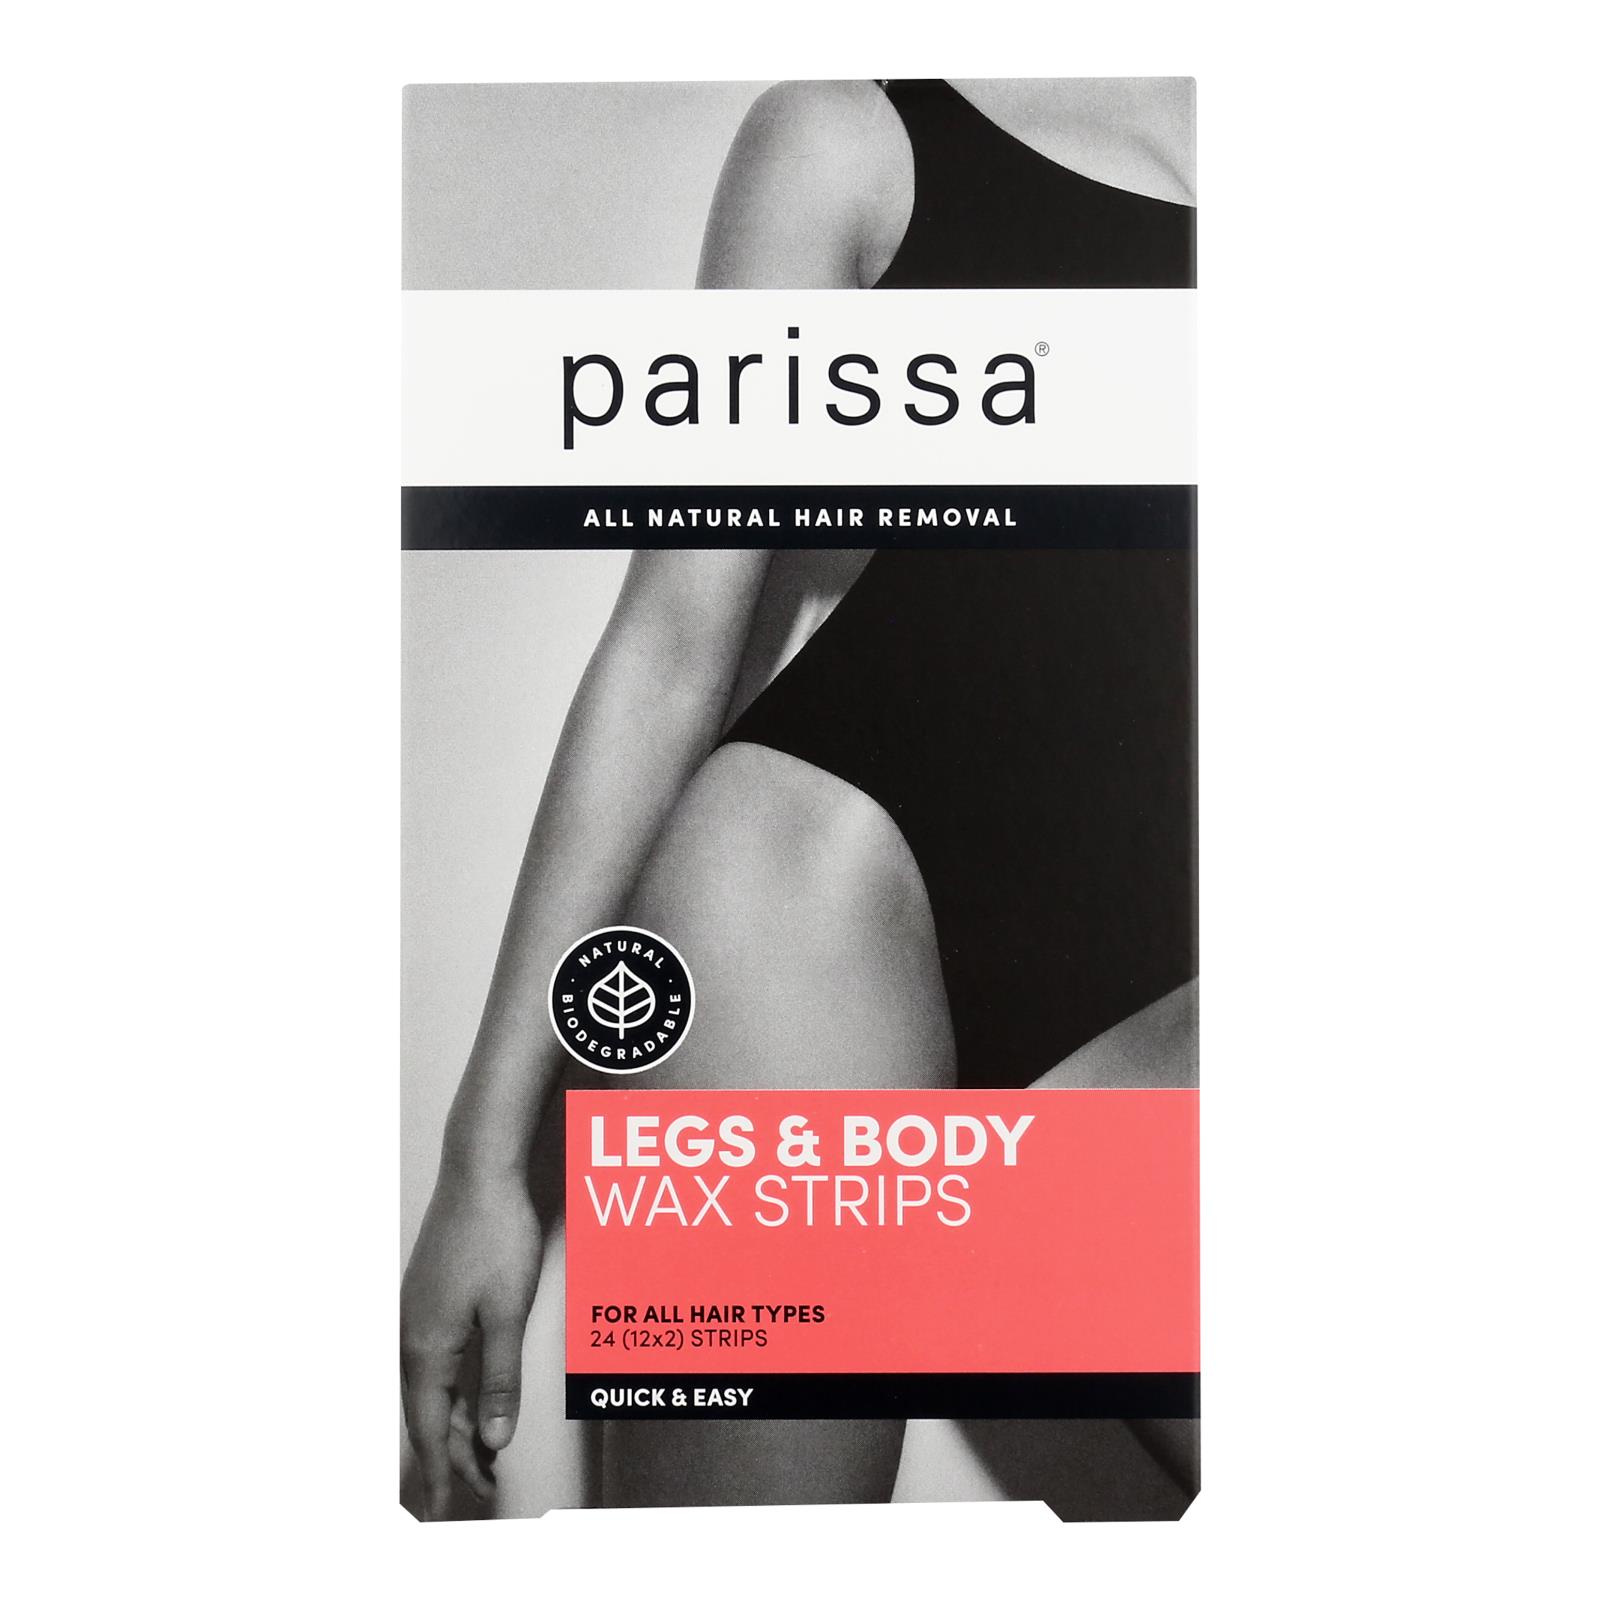 parissa®
ALL NATURAL HAIR REMOVAL
NATURAL
BIODEGRADABLE
LEGS & BODY
WAX STRIPS
FOR ALL HAIR TYPES
24 (12x2) STRIPS
QUICK & EASY